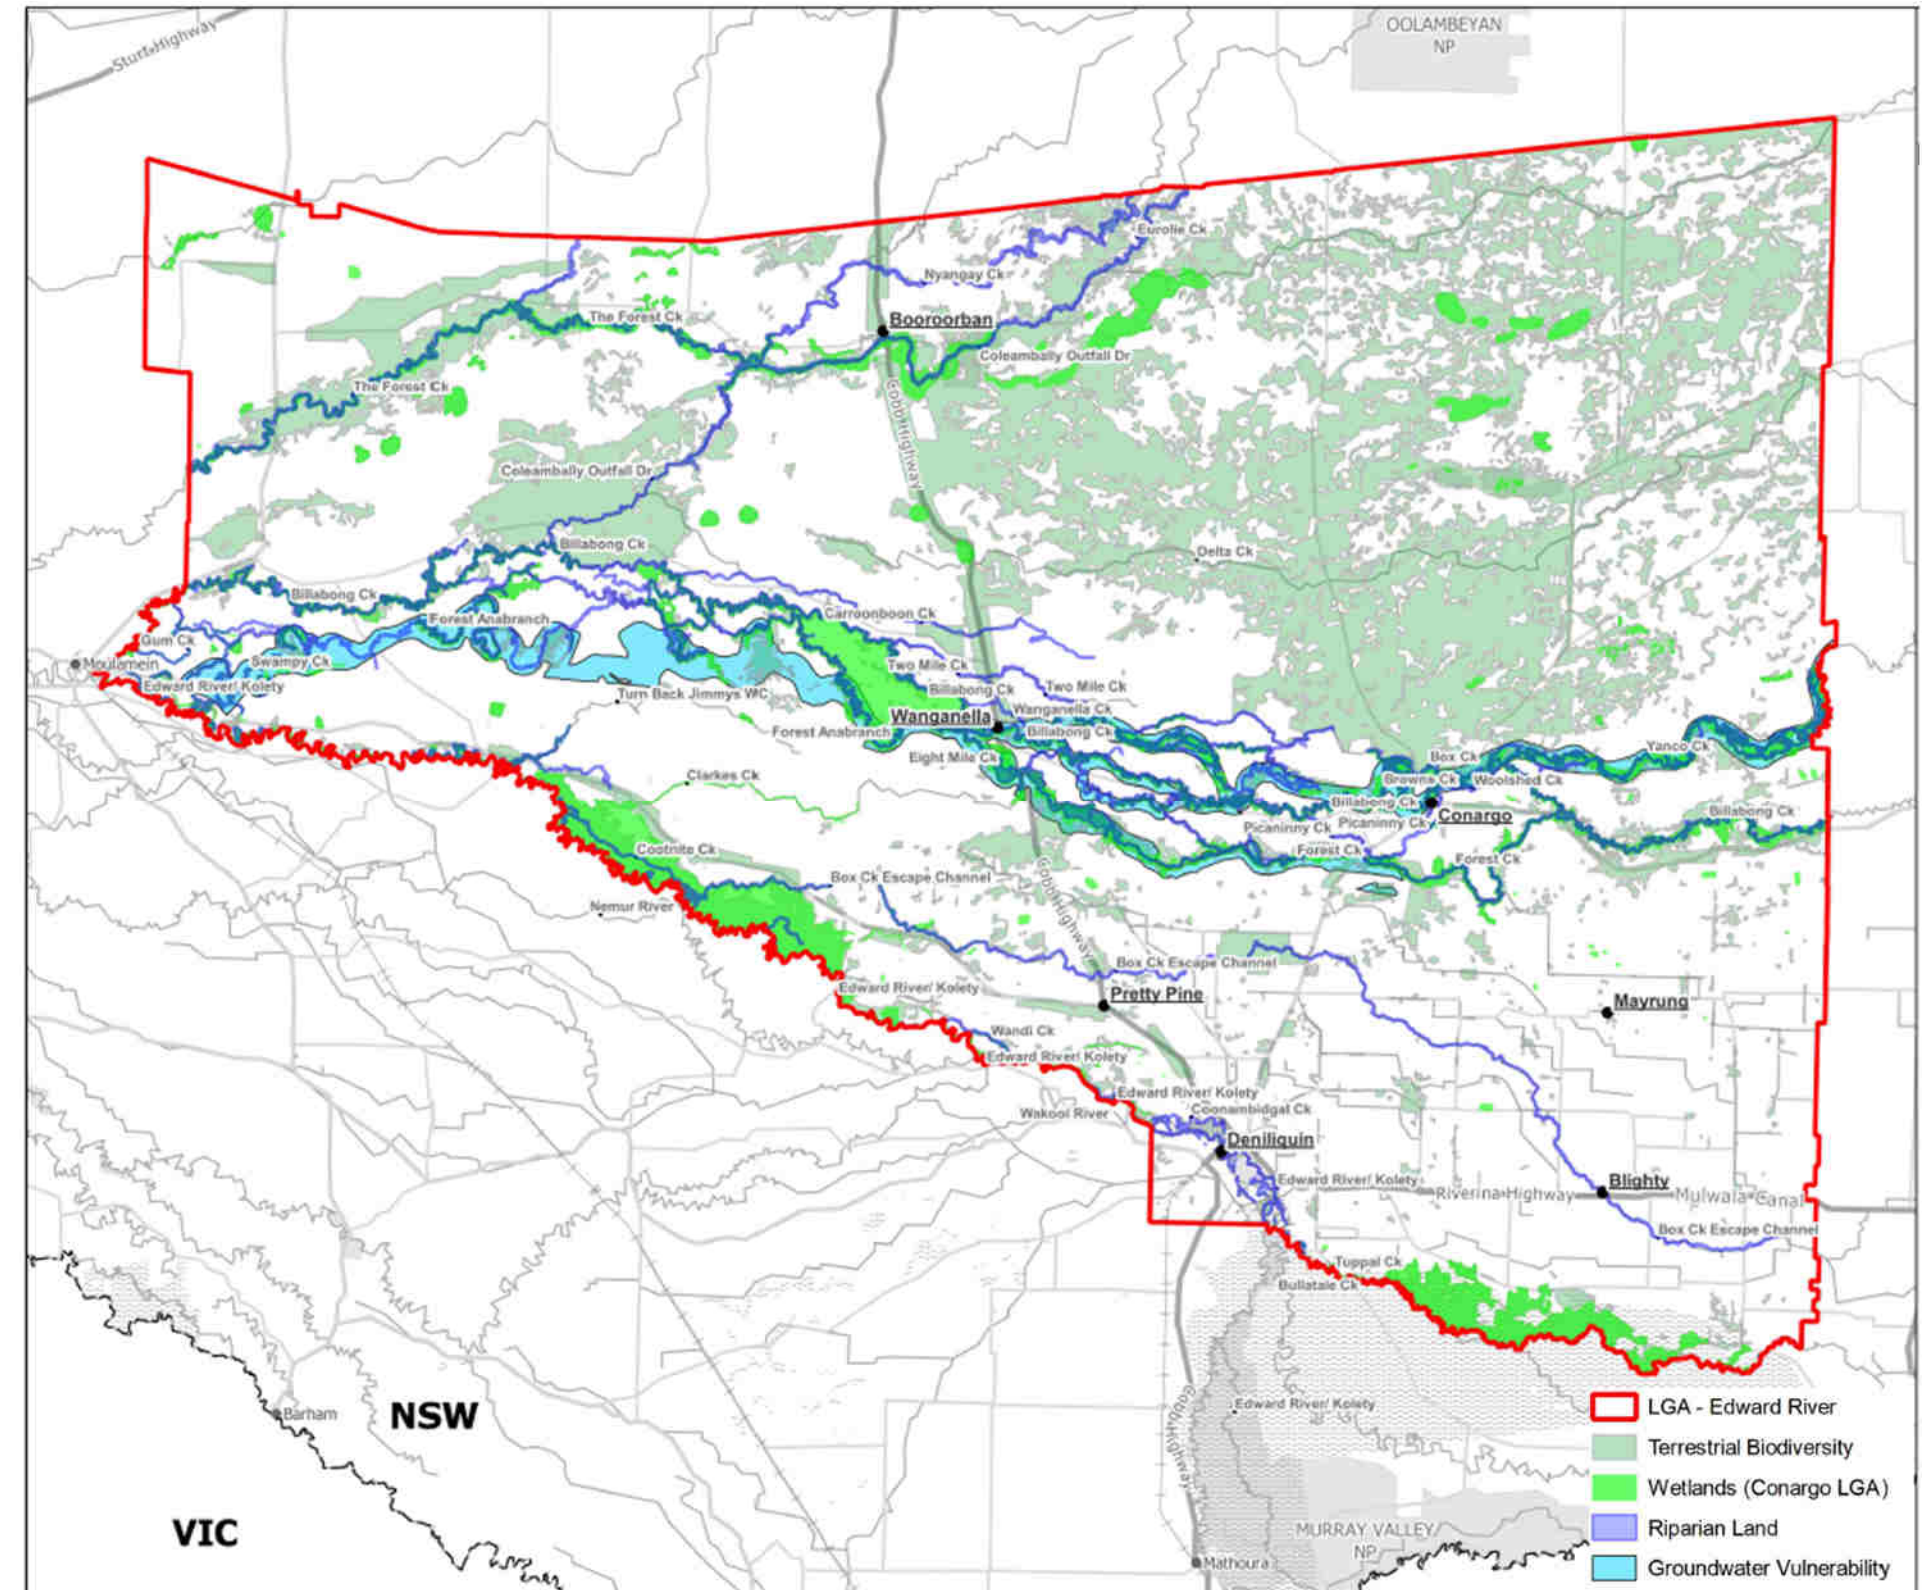 OOLAMBEYAN
NP
Sturt Highway
Eurolie Ck
Nyangay Ck
The Forest Ck
Booroorban
Coleambally Outfall Dr
The Forest Ck
Cobb Highway
Coleambally Outfall Dr
Billabong Ck
Delta Ck
Billabong Ck
Carroonboon Ck
Forest Anabranch
Gum Ck
Moulamein
Swampy Ck
Two Mile Ck
Edward River/ Kolety
Billabong Ck
Two Mile Ck
Turn Back Jimmys WC
Wanganella
Wanganella Ck
Forest Anabranch
Billabong Ck
Yanco Ck
Eight Mile Ck
Box Ck
Clarkes Ck
Browns Ck
Woolshed Ck
Billabong Ck
Conargo
Billabong Ck
Picaninny Ck
Picaninny Ck
Cootnite Ck
Forest Ck
Forest Ck
Box Ck Escape Channel
Cobb Highway
Nemur River
Box Ck Escape Channel
Edward River/ Kolety
Pretty Pine
Mayrung
Wandi Ck
Edward River/ Kolety
Edward River/ Kolety
Wakool River
Coonambidgal Ck
Deniliquin
Edward River/ Kolety
Blighty
Riverina Highway
Mulwala Canal
Box Ck Escape Channel
Tuppal Ck
Bullatale Ck
Edward River/ Kolety
Cobb Highway
Barham
NSW
VIC
MURRAY VALLEY
NP
Mathoura
LGA - Edward River
Terrestrial Biodiversity
Wetlands (Conargo LGA)
Riparian Land
Groundwater Vulnerability